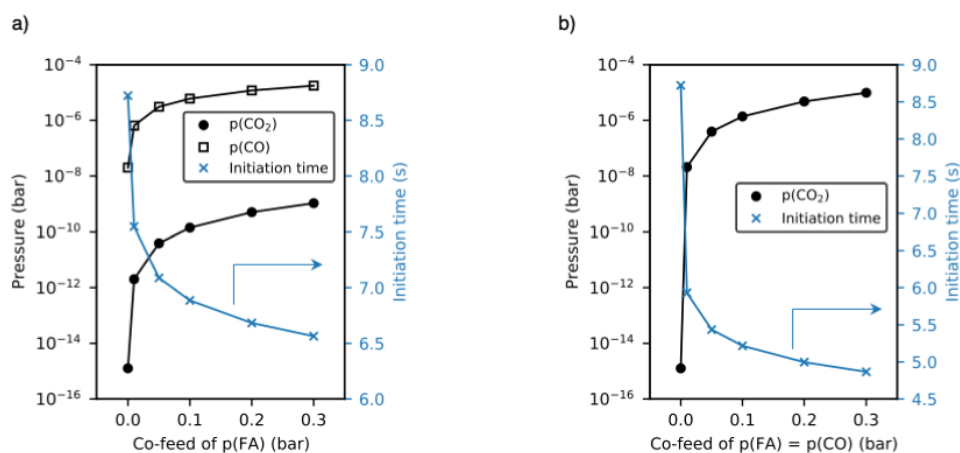 a)
10⁻⁴
10⁻⁶
10⁻⁸
10⁻¹⁰
10⁻¹²
10⁻¹⁴
10⁻¹⁶
Pressure (bar)
p(CO₂)
p(CO)
Initiation time
9.0
8.5
8.0
7.5
7.0
6.5
6.0
Initiation time (s)
0.0 0.1 0.2 0.3
Co-feed of p(FA) (bar)
b)
10⁻⁴
10⁻⁶
10⁻⁸
10⁻¹⁰
10⁻¹²
10⁻¹⁴
10⁻¹⁶
Pressure (bar)
p(CO₂)
Initiation time
9.0
8.5
8.0
7.5
7.0
6.5
6.0
5.5
5.0
4.5
Initiation time (s)
0.0 0.1 0.2 0.3
Co-feed of p(FA) = p(CO) (bar)